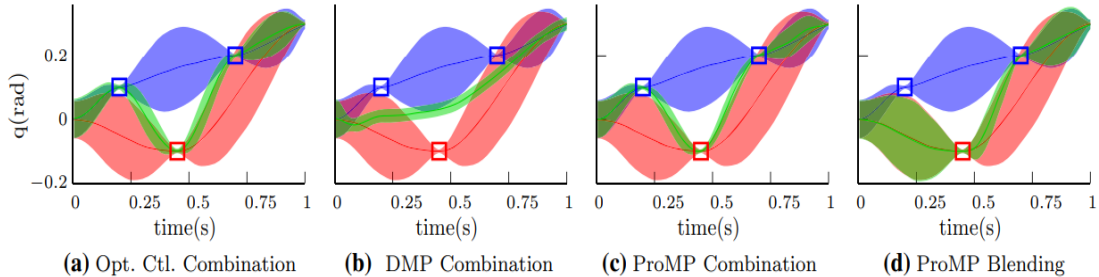 q(rad)
0.2
0
−0.2
0 0.25 0.5 0.75 1
0 0.25 0.5 0.75 1
0 0.25 0.5 0.75 1
0 0.25 0.5 0.75 1
time(s) time(s) time(s) time(s)
(a) Opt. Ctl. Combination
(b) DMP Combination
(c) ProMP Combination
(d) ProMP Blending